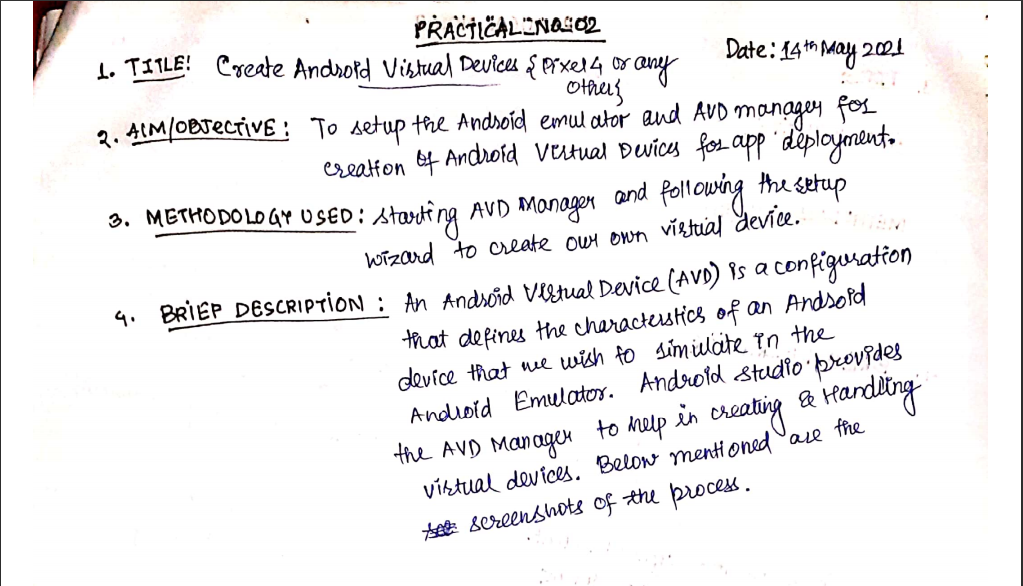 PRACTICAL NO:02
Date: 14th May 2021
1. TITLE: Create Android Virtual Devices { Pixel 4 or any
other}
2. AIM/OBJECTIVE: To setup the Android emulator and AVD manager for
creation of Android Virtual Devices for app deployment.
3. METHODOLOGY USED: starting AVD Manager and following the setup
wizard to create our own virtual device.
4. BRIEF DESCRIPTION: An Android Virtual Device (AVD) is a configuration
that defines the characteristics of an Android
device that we wish to simulate in the
Android Emulator. Android studio provides
the AVD Manager to help in creating & Handling
virtual devices. Below mentioned are the
screenshots of the process.